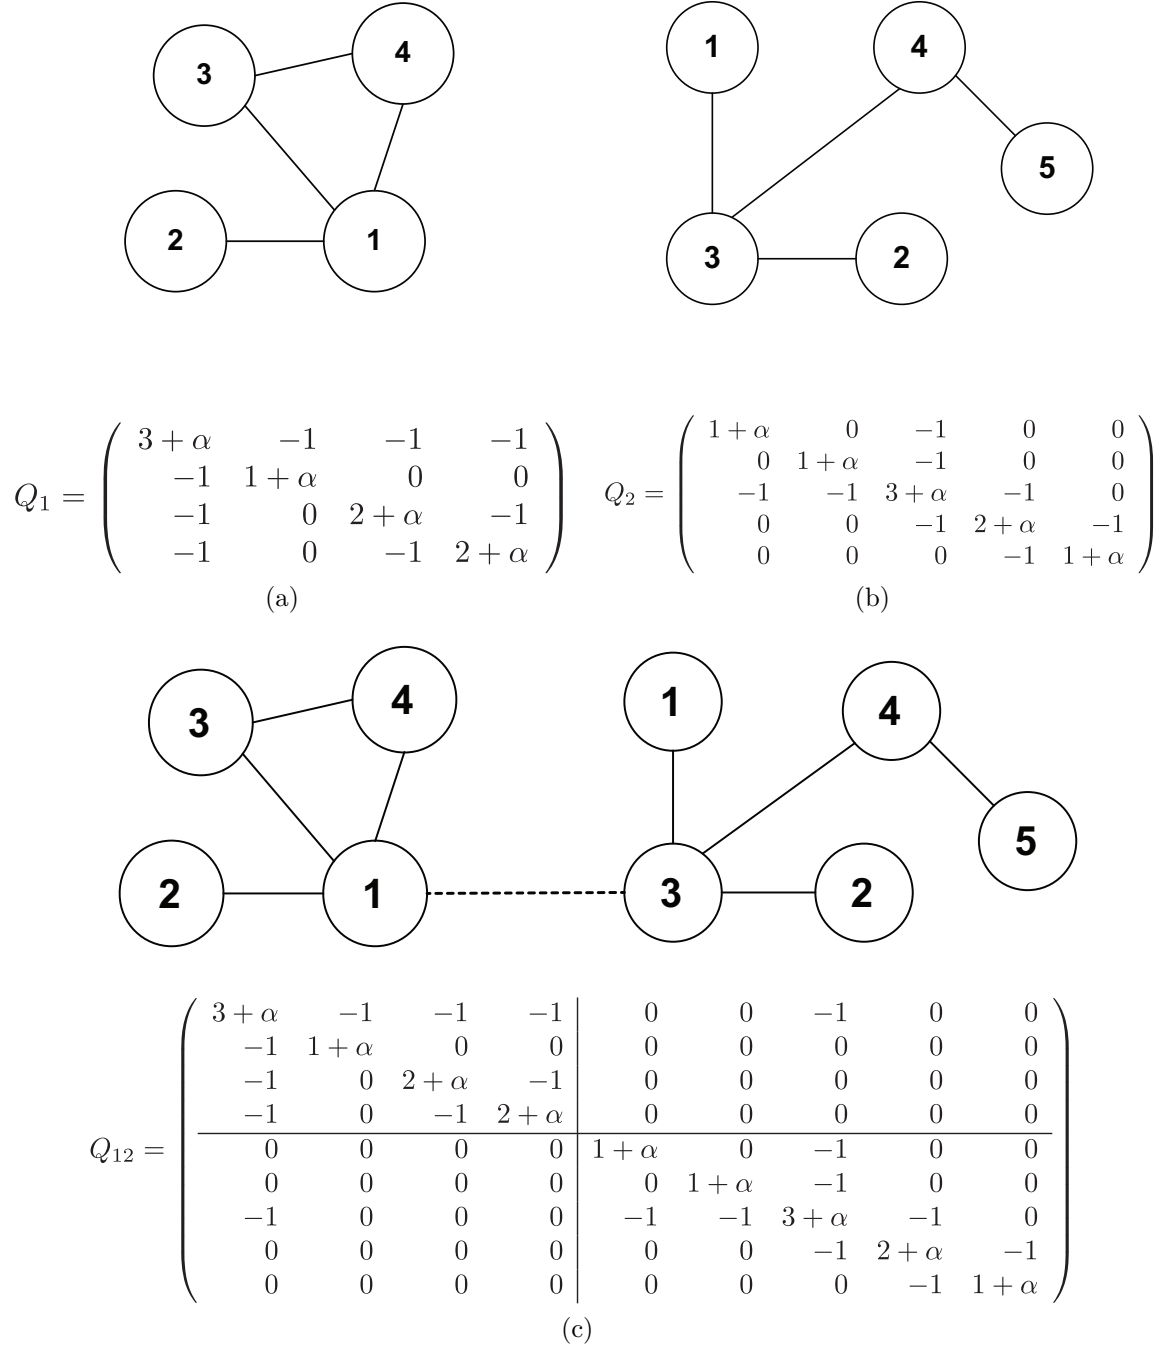 3 4 1 4
2 1 3 2 5
Q₁ = ( 3 + α −1 −1 −1
−1 1 + α 0 0
−1 0 2 + α −1
−1 0 −1 2 + α )
(a)
Q₂ = ( 1 + α 0 −1 0 0
0 1 + α −1 0 0
−1 −1 3 + α −1 0
0 0 −1 2 + α −1
0 0 0 −1 1 + α )
(b)
3 4 1 4
2 1 3 2 5
Q₁₂ = ( 3 + α −1 −1 −1 | 0 0 −1 0 0
−1 1 + α 0 0 | 0 0 0 0 0
−1 0 2 + α −1 | 0 0 0 0 0
−1 0 −1 2 + α | 0 0 0 0 0
0 0 0 0 | 1 + α 0 −1 0 0
0 0 0 0 | 0 1 + α −1 0 0
−1 0 0 0 | −1 −1 3 + α −1 0
0 0 0 0 | 0 0 −1 2 + α −1
0 0 0 0 | 0 0 0 −1 1 + α )
(c)